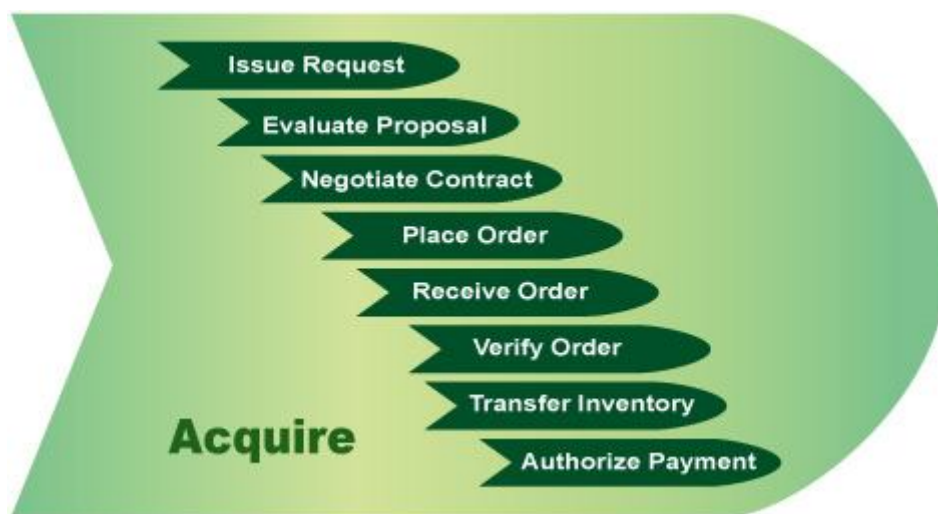 Issue Request
Evaluate Proposal
Negotiate Contract
Place Order
Receive Order
Verify Order
Transfer Inventory
Authorize Payment
Acquire